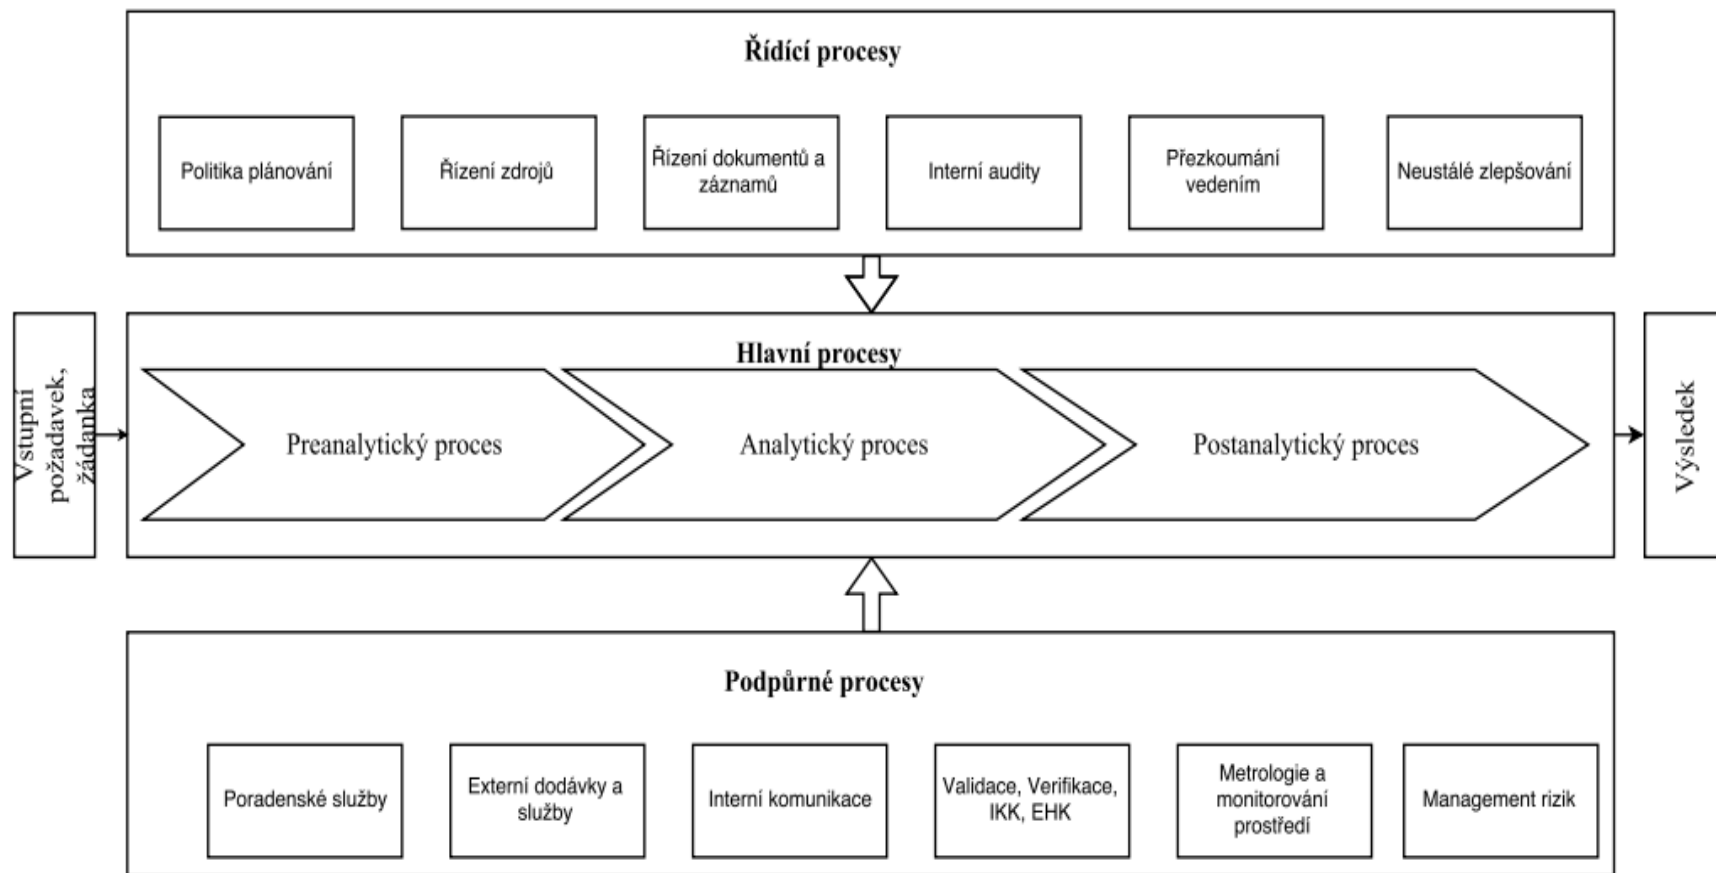 Řídící procesy
Politika plánování
Řízení zdrojů
Řízení dokumentů a
záznamů
Interní audity
Přezkoumání
vedením
Neustálé zlepšování
Vstupní
požadavek,
žádanka
Hlavní procesy
Preanalytický proces
Analytický proces
Postanalytický proces
Výsledek
Podpůrné procesy
Poradenské služby
Externí dodávky a
služby
Interní komunikace
Validace, Verifikace,
IKK, EHK
Metrologie a
monitorování
prostředí
Management rizik